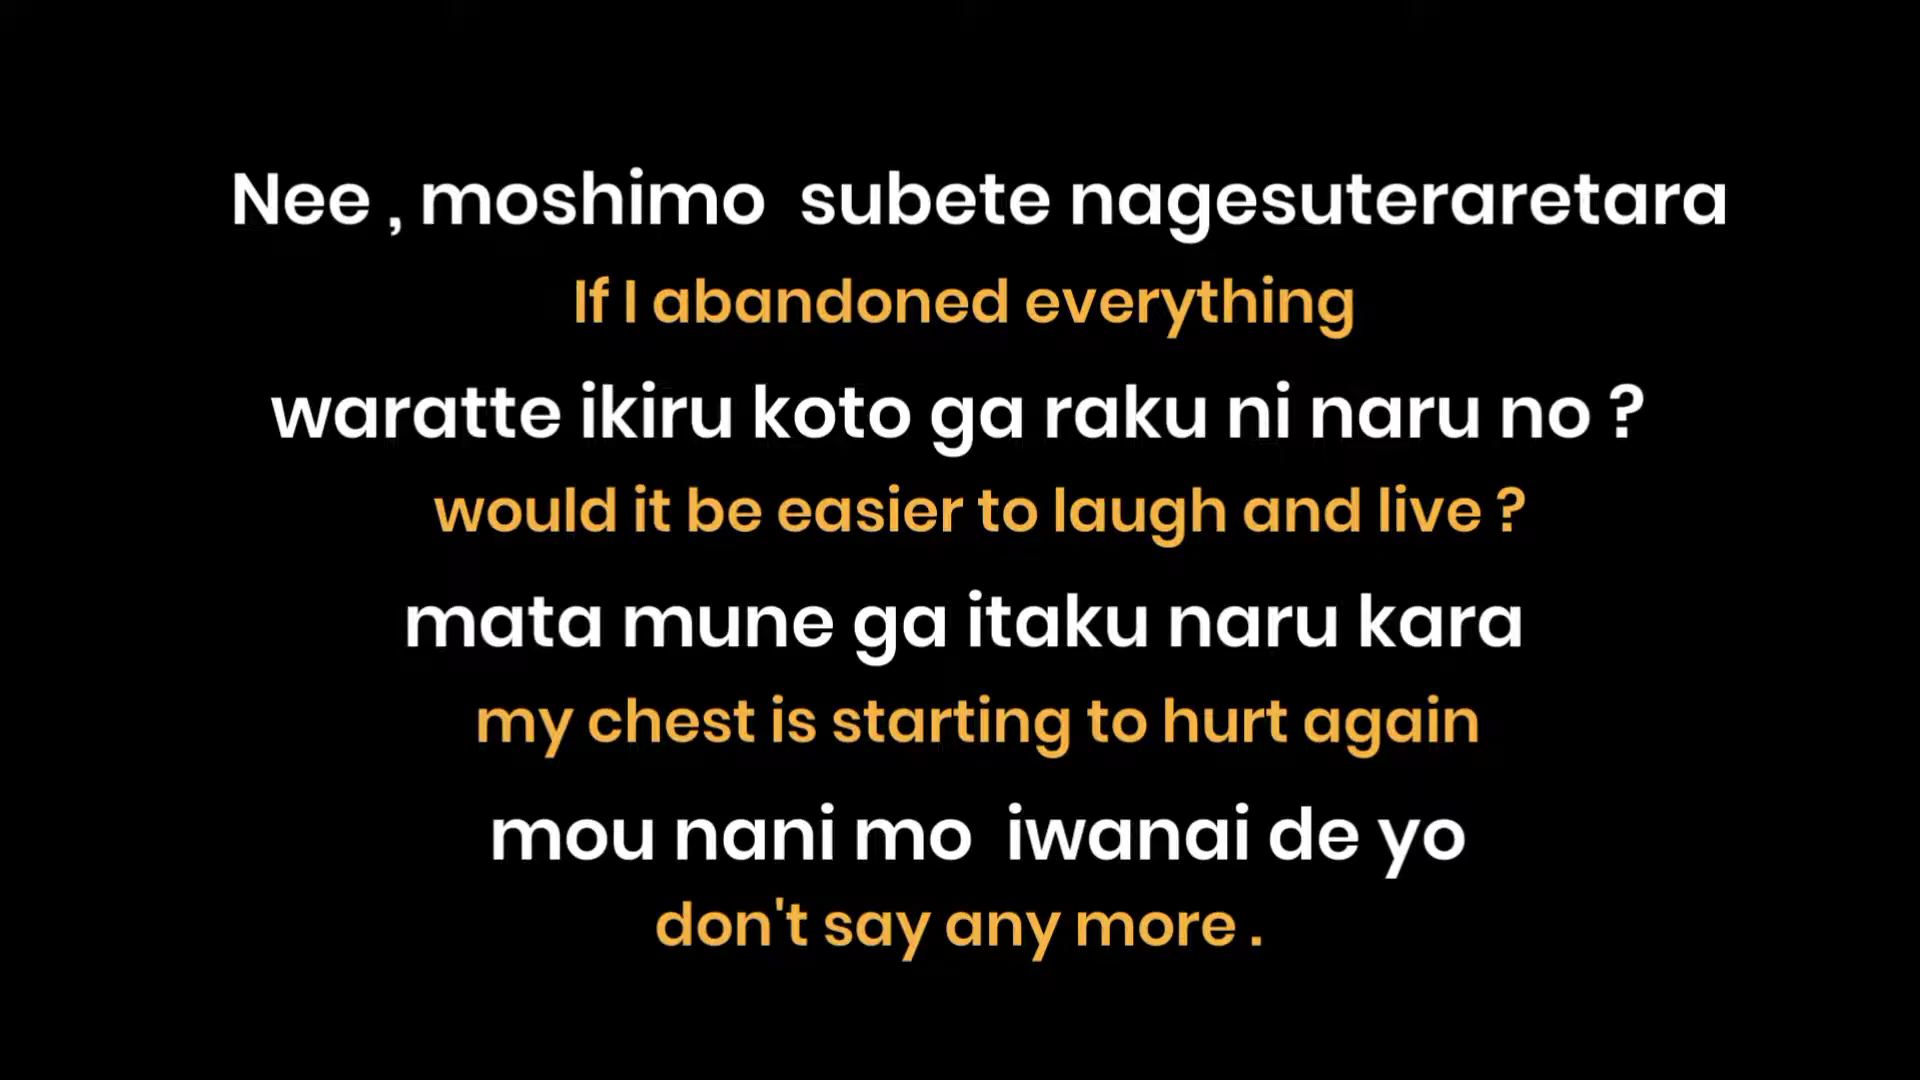 Nee , moshimo subete nagesuteraretara
If I abandoned everything
waratte ikiru koto ga raku ni naru no ?
would it be easier to laugh and live ?
mata mune ga itaku naru kara
my chest is starting to hurt again
mou nani mo iwanai de yo
don't say any more .